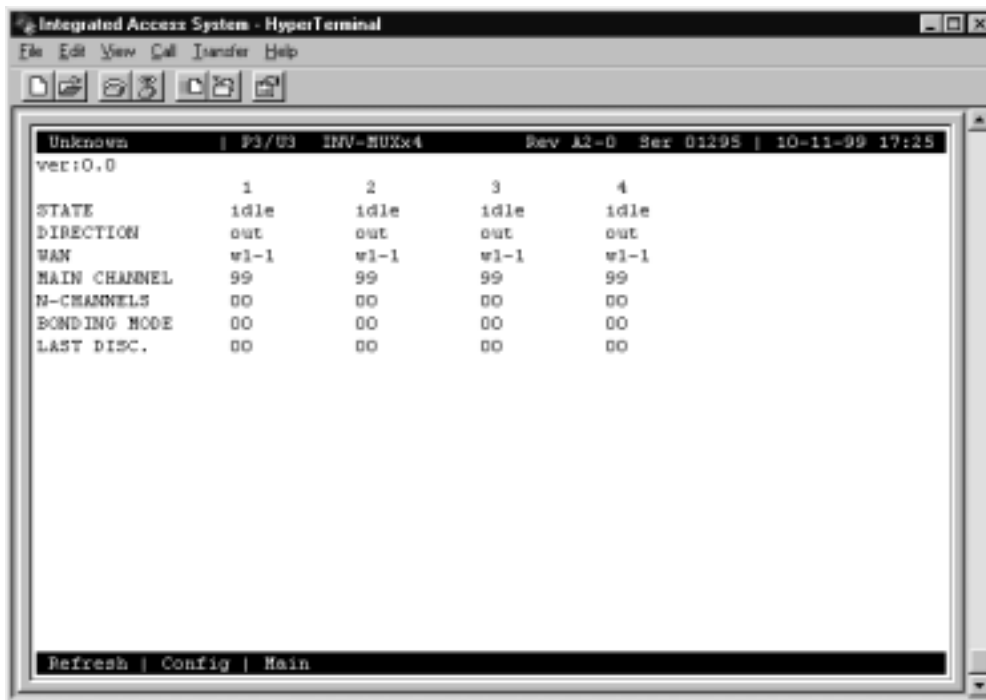 Integrated Access System - HyperTerminal
File Edit View Call Transfer Help
Unknown | P3/U3 INV-MUXx4 Rev A2-0 Ser 01295 | 10-11-99 17:25
ver:0.0
1 2 3 4
STATE idle idle idle idle
DIRECTION out out out out
WAN w1-1 w1-1 w1-1 w1-1
MAIN CHANNEL 99 99 99 99
N-CHANNELS 00 00 00 00
BONDING MODE 00 00 00 00
LAST DISC. 00 00 00 00
Refresh | Config | Main